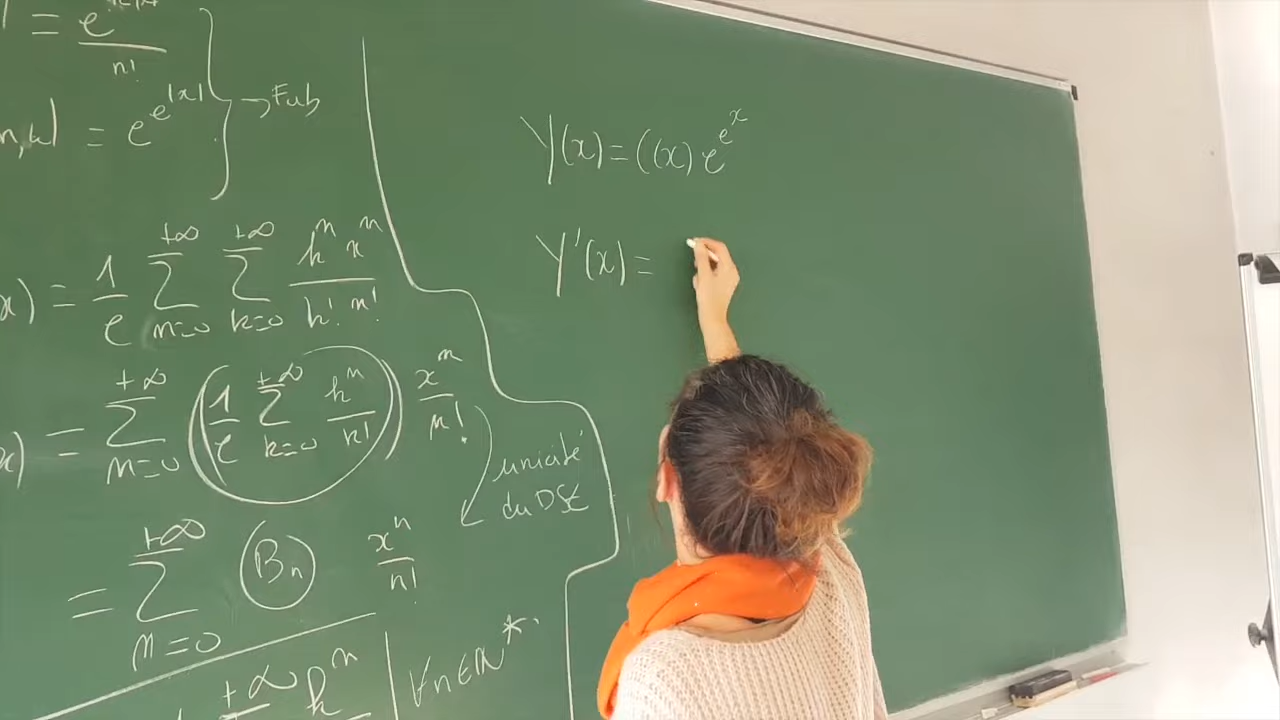 = e^{|x|} / n!
n,k| = e^{e^{|x|}} } → Fub
x) = 1/e ∑_{n=0}^{+∞} ∑_{k=0}^{+∞} k^n x^n / k! n!
x) = ∑_{n=0}^{+∞} (1/e ∑_{k=0}^{+∞} k^n / k!) x^n / n!
unicité
du DSE
= ∑_{n=0}^{+∞} B_n x^n / n!
+∞ k^n | ∀n∈ℕ*
Y(x) = C(x) e^{e^x}
Y'(x) =